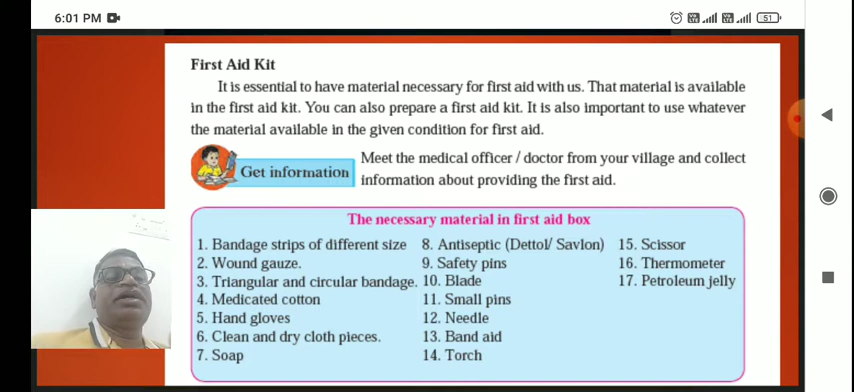 6:01 PM
51
First Aid Kit
It is essential to have material necessary for first aid with us. That material is available
in the first aid kit. You can also prepare a first aid kit. It is also important to use whatever
the material available in the given condition for first aid.
Get information
Meet the medical officer / doctor from your village and collect
information about providing the first aid.
The necessary material in first aid box
1. Bandage strips of different size
2. Wound gauze.
3. Triangular and circular bandage.
4. Medicated cotton
5. Hand gloves
6. Clean and dry cloth pieces.
7. Soap
8. Antiseptic (Dettol/ Savlon)
9. Safety pins
10. Blade
11. Small pins
12. Needle
13. Band aid
14. Torch
15. Scissor
16. Thermometer
17. Petroleum jelly